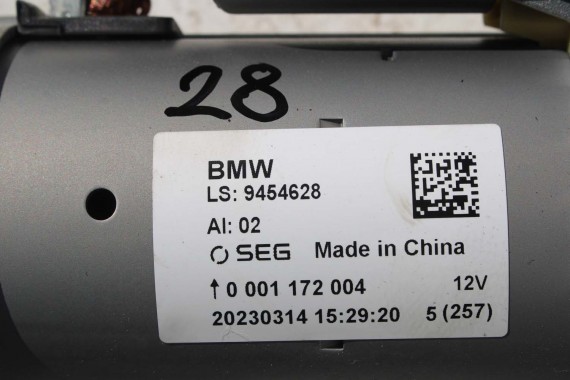 28
BMW
LS: 9454628
AI: 02
SEG Made in China
↑ 0 001 172 004 12V
20230314 15:29:20 5 (257)